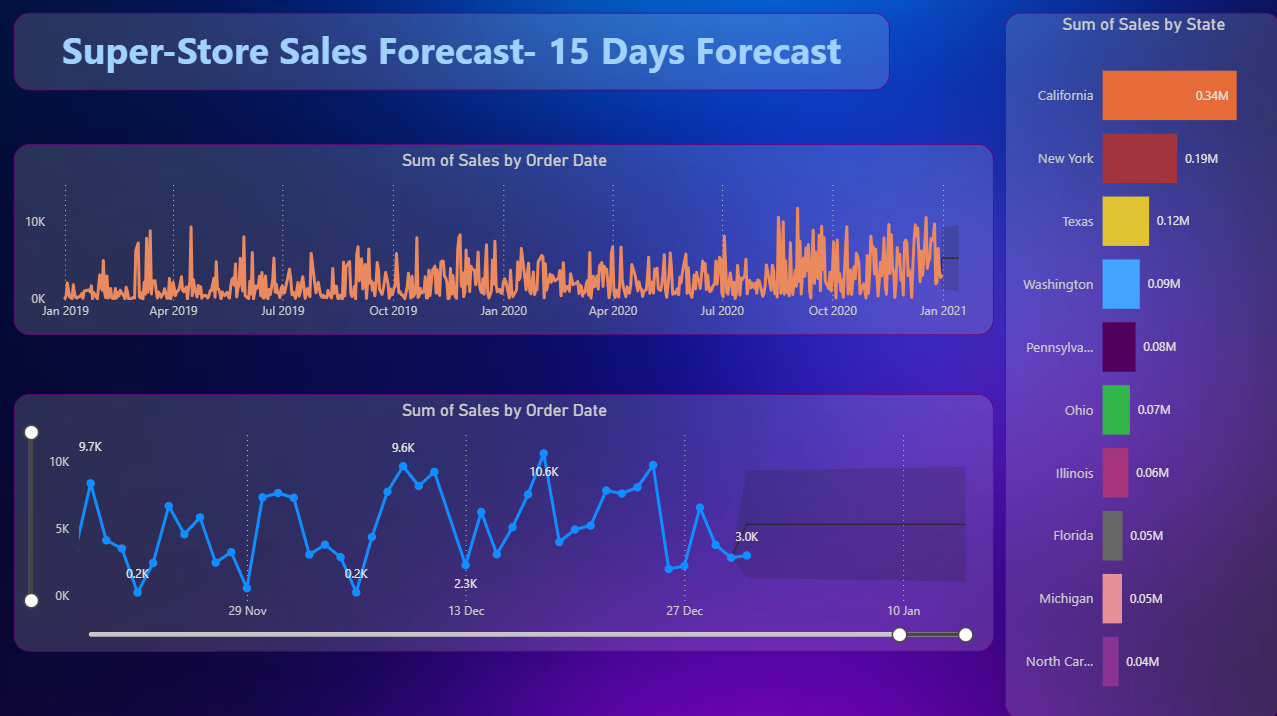 Super-Store Sales Forecast- 15 Days Forecast
Sum of Sales by Order Date
10K
0K
Jan 2019 Apr 2019 Jul 2019 Oct 2019 Jan 2020 Apr 2020 Jul 2020 Oct 2020 Jan 2021
Sum of Sales by Order Date
9.7K 9.6K
10K
10.6K
5K
3.0K
0.2K 0.2K
2.3K
0K
29 Nov 13 Dec 27 Dec 10 Jan
Sum of Sales by State
California 0.34M
New York 0.19M
Texas 0.12M
Washington 0.09M
Pennsylva... 0.08M
Ohio 0.07M
Illinois 0.06M
Florida 0.05M
Michigan 0.05M
North Car... 0.04M